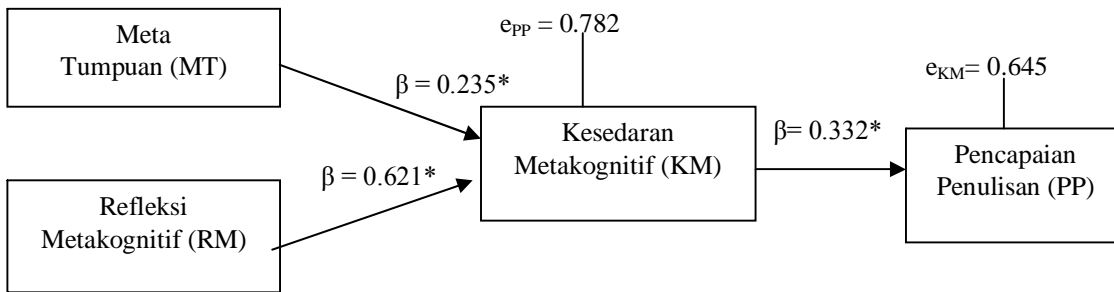 Meta
Tumpuan (MT)
e_PP = 0.782
β = 0.235*
e_KM= 0.645
Kesedaran
Metakognitif (KM)
β= 0.332*
Pencapaian
Penulisan (PP)
β = 0.621*
Refleksi
Metakognitif (RM)